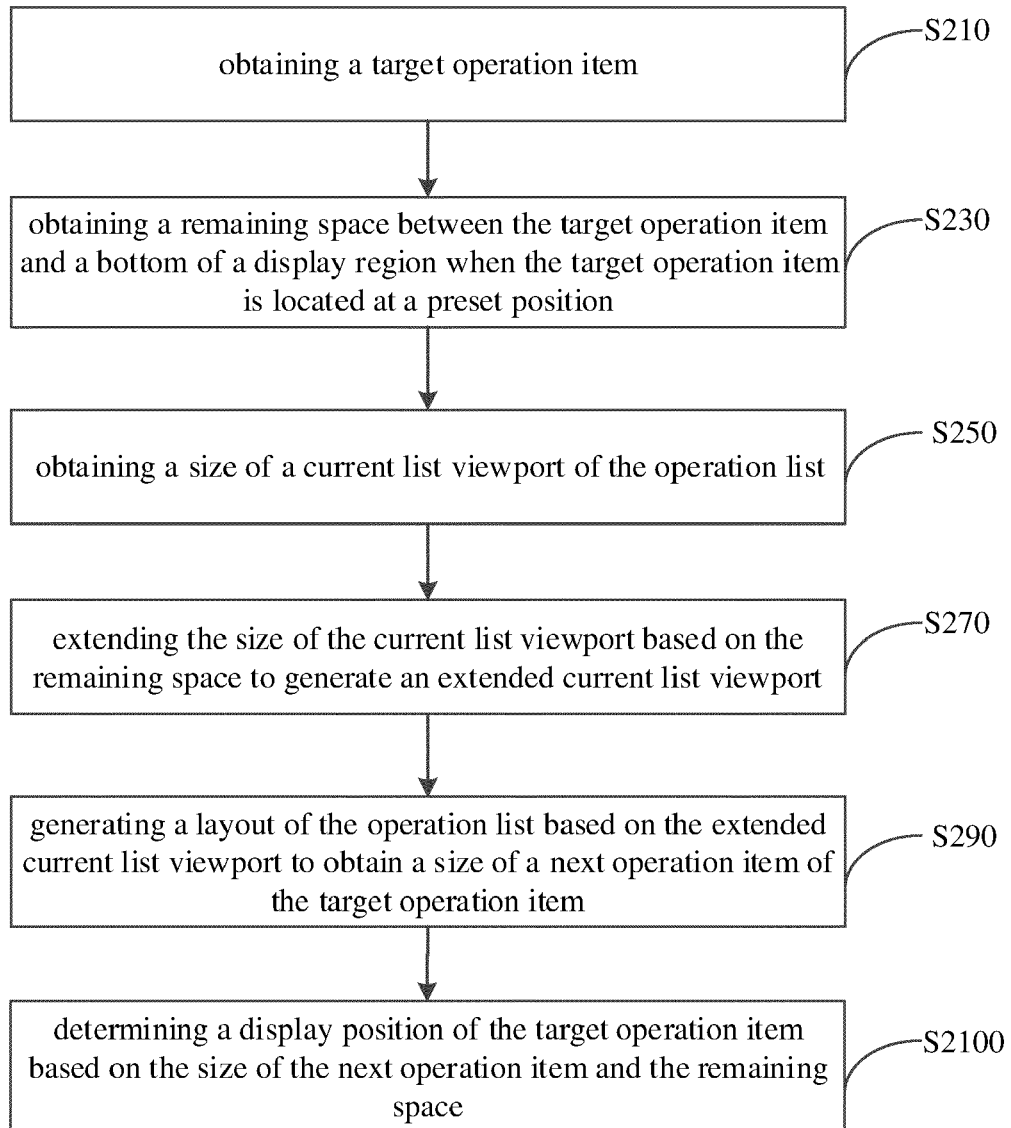 obtaining a target operation item
S210
obtaining a remaining space between the target operation item
and a bottom of a display region when the target operation item
is located at a preset position
S230
obtaining a size of a current list viewport of the operation list
S250
extending the size of the current list viewport based on the
remaining space to generate an extended current list viewport
S270
generating a layout of the operation list based on the extended
current list viewport to obtain a size of a next operation item of
the target operation item
S290
determining a display position of the target operation item
based on the size of the next operation item and the remaining
space
S2100